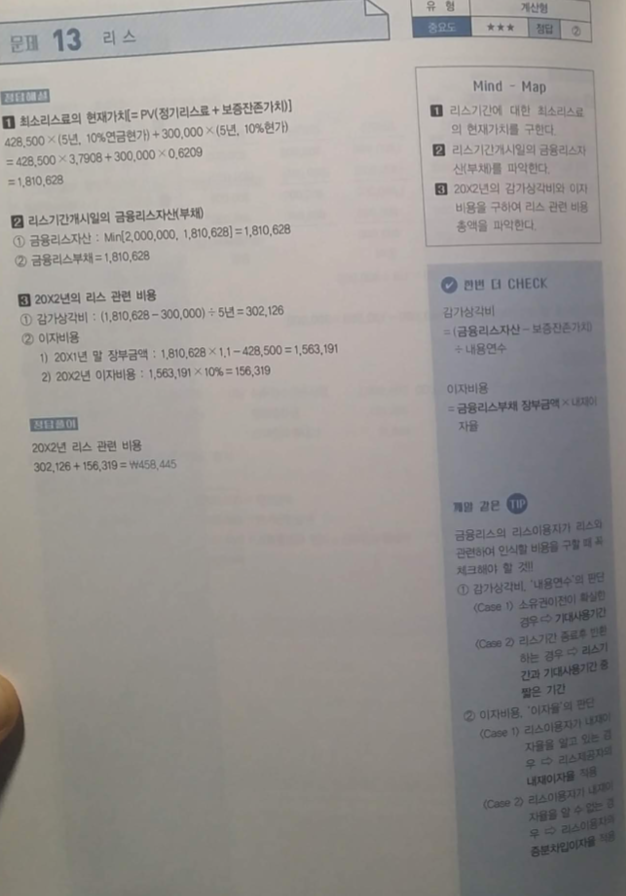 문제 13 리스
유 형 계산형
중요도 ★★★ 정답 ②
정답해설
1 최소리스료의 현재가치[= PV(정기리스료 + 보증잔존가치)]
428,500 × (5년, 10%연금현가) + 300,000 × (5년, 10%현가)
= 428,500 × 3.7908 + 300,000 × 0.6209
= 1,810,628
2 리스기간개시일의 금융리스자산(부채)
① 금융리스자산 : Min[2,000,000, 1,810,628] = 1,810,628
② 금융리스부채 = 1,810,628
3 20X2년의 리스 관련 비용
① 감가상각비 : (1,810,628 - 300,000) ÷ 5년 = 302,126
② 이자비용
1) 20X1년 말 장부금액 : 1,810,628 × 1.1 - 428,500 = 1,563,191
2) 20X2년 이자비용 : 1,563,191 × 10% = 156,319
정답풀이
20X2년 리스 관련 비용
302,126 + 156,319 = ₩458,445
Mind - Map
1 리스기간에 대한 최소리스료
의 현재가치를 구한다.
2 리스기간개시일의 금융리스자
산(부채)를 파악한다.
3 20X2년의 감가상각비와 이자
비용을 구하여 리스 관련 비용
총액을 파악한다.
한번 더 CHECK
감가상각비
= (금융리스자산 - 보증잔존가치)
÷ 내용연수
이자비용
= 금융리스부채 장부금액 × 내재이
자율
깨알 같은 TIP
금융리스의 리스이용자가 리스와
관련하여 인식할 비용을 구할 때 꼭
체크해야 할 것!!
① 감가상각비, '내용연수'의 판단
(Case 1) 소유권이전이 확실한
경우 ⇨ 기대사용기간
(Case 2) 리스기간 종료후 반환
하는 경우 ⇨ 리스기
간과 기대사용기간 중
짧은 기간
② 이자비용, '이자율'의 판단
(Case 1) 리스이용자가 내재이
자율을 알고 있는 경
우 ⇨ 리스제공자의
내재이자율 적용
(Case 2) 리스이용자가 내재이
자율을 알 수 없는 경
우 ⇨ 리스이용자의
증분차입이자율 적용